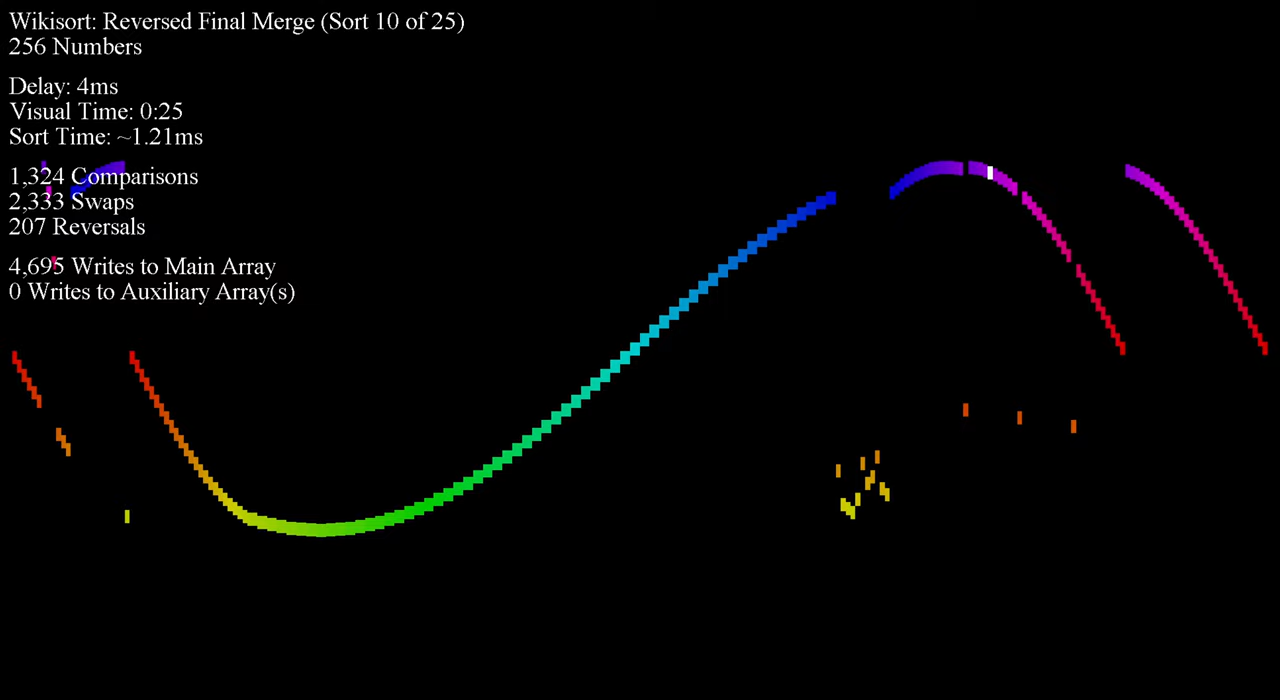 Wikisort: Reversed Final Merge (Sort 10 of 25)
256 Numbers
Delay: 4ms
Visual Time: 0:25
Sort Time: ~1.21ms
1,324 Comparisons
2,333 Swaps
207 Reversals
4,695 Writes to Main Array
0 Writes to Auxiliary Array(s)